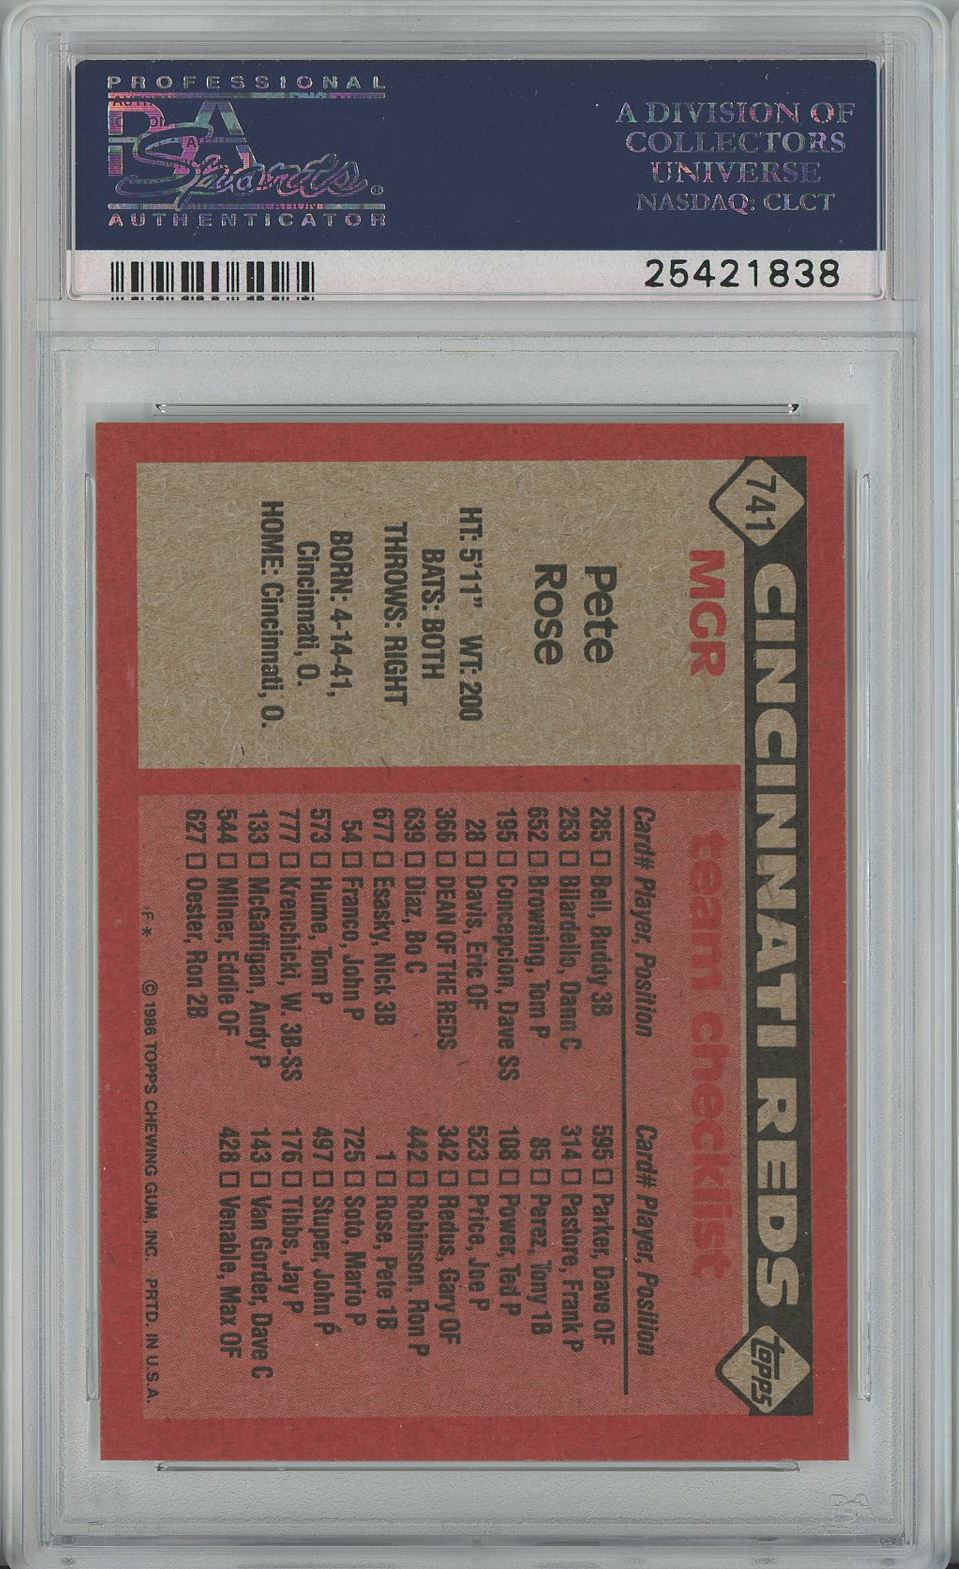 PROFESSIONAL
PSA
Sports
®
AUTHENTICATOR
A DIVISION OF
COLLECTORS
UNIVERSE
NASDAQ: CLCT
25421838
741
CINCINNATI REDS
topps
MGR
Pete
Rose
HT: 5'11" WT: 200
BATS: BOTH
THROWS: RIGHT
BORN: 4-14-41,
Cincinnati, O.
HOME: Cincinnati, O.
team checklist
Card# Player, Position
285 □ Bell, Buddy 3B
253 □ Bilardello, Dann C
652 □ Browning, Tom P
195 □ Concepcion, Dave SS
28 □ Davis, Eric OF
366 □ DEAN OF THE REDS
639 □ Diaz, Bo C
677 □ Esasky, Nick 3B
54 □ Franco, John P
573 □ Hume, Tom P
777 □ Krenchicki, W. 3B-SS
133 □ McGaffigan, Andy P
544 □ Milner, Eddie OF
627 □ Oester, Ron 2B
Card# Player, Position
595 □ Parker, Dave OF
314 □ Pastore, Frank P
85 □ Perez, Tony 1B
108 □ Power, Ted P
523 □ Price, Joe P
342 □ Redus, Gary OF
442 □ Robinson, Ron P
1 □ Rose, Pete 1B
725 □ Soto, Mario P
497 □ Stuper, John P
176 □ Tibbs, Jay P
143 □ Van Gorder, Dave C
428 □ Venable, Max OF
F* © 1986 TOPPS CHEWING GUM, INC. PRTD. IN U.S.A.
PSA